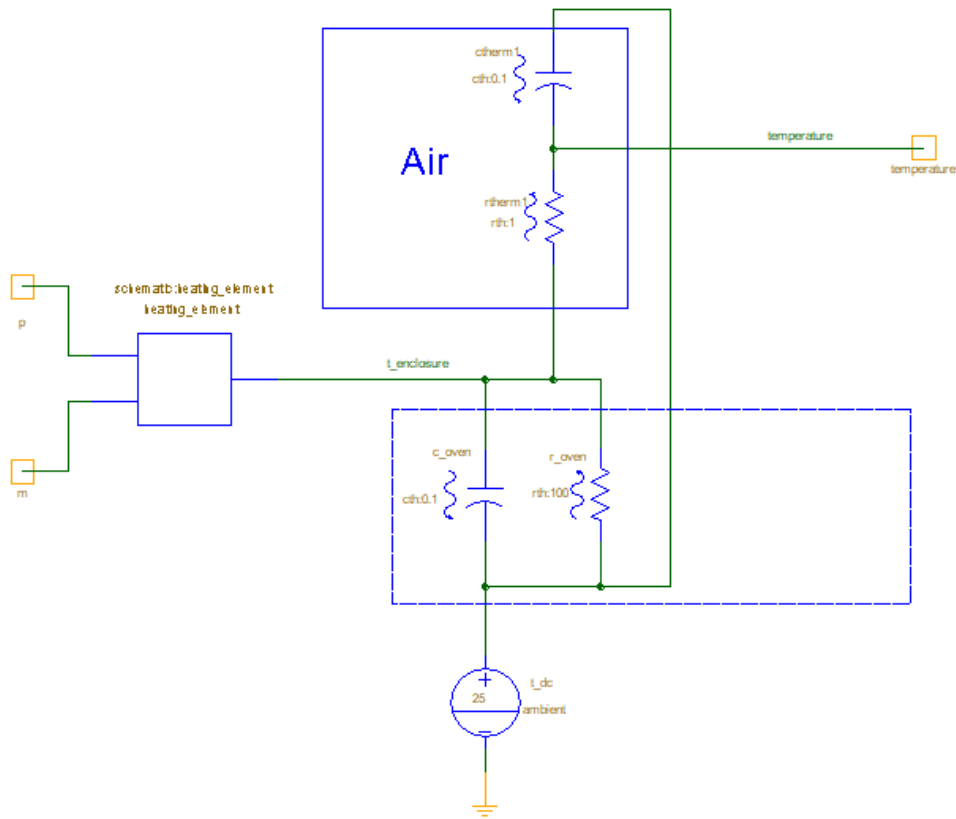 ctherm1
cth:0.1
temperature
temperature
Air
rtherm1
rth:1
schematic:heating_element
heating_element
p
t_enclosure
c_oven
r_oven
cth:0.1
rth:100
m
25
t_dc
ambient